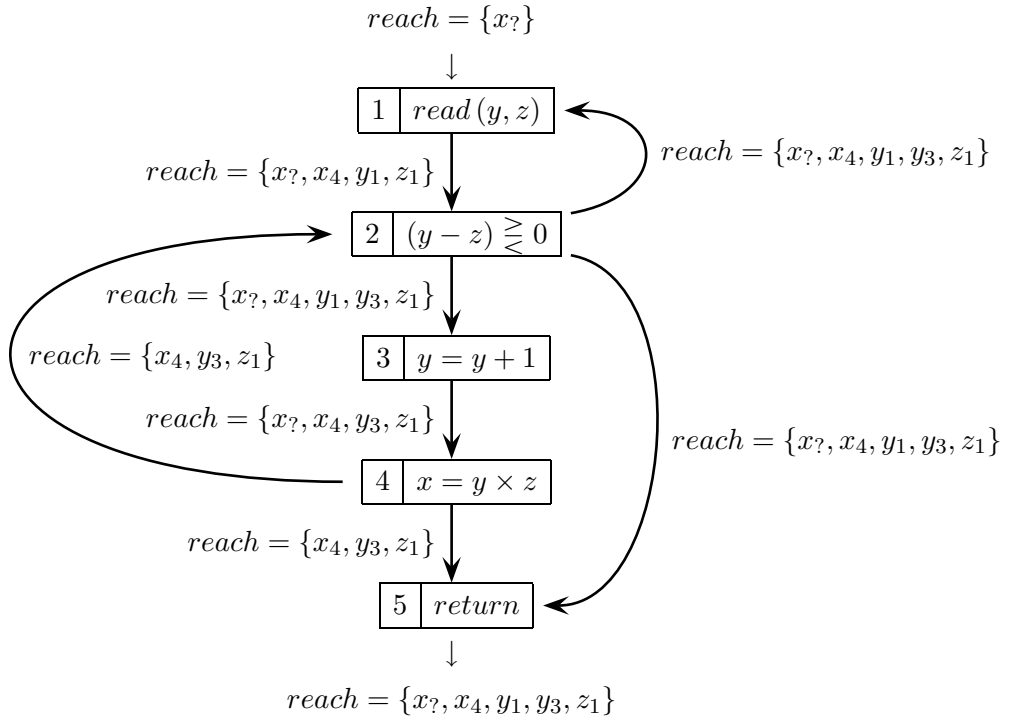 reach = {x?}
↓
1 read (y, z)
reach = {x?, x4, y1, y3, z1}
reach = {x?, x4, y1, z1}
2 (y − z) ⋛ 0
reach = {x?, x4, y1, y3, z1}
reach = {x4, y3, z1}
3 y = y + 1
reach = {x?, x4, y3, z1}
reach = {x?, x4, y1, y3, z1}
4 x = y × z
reach = {x4, y3, z1}
5 return
↓
reach = {x?, x4, y1, y3, z1}